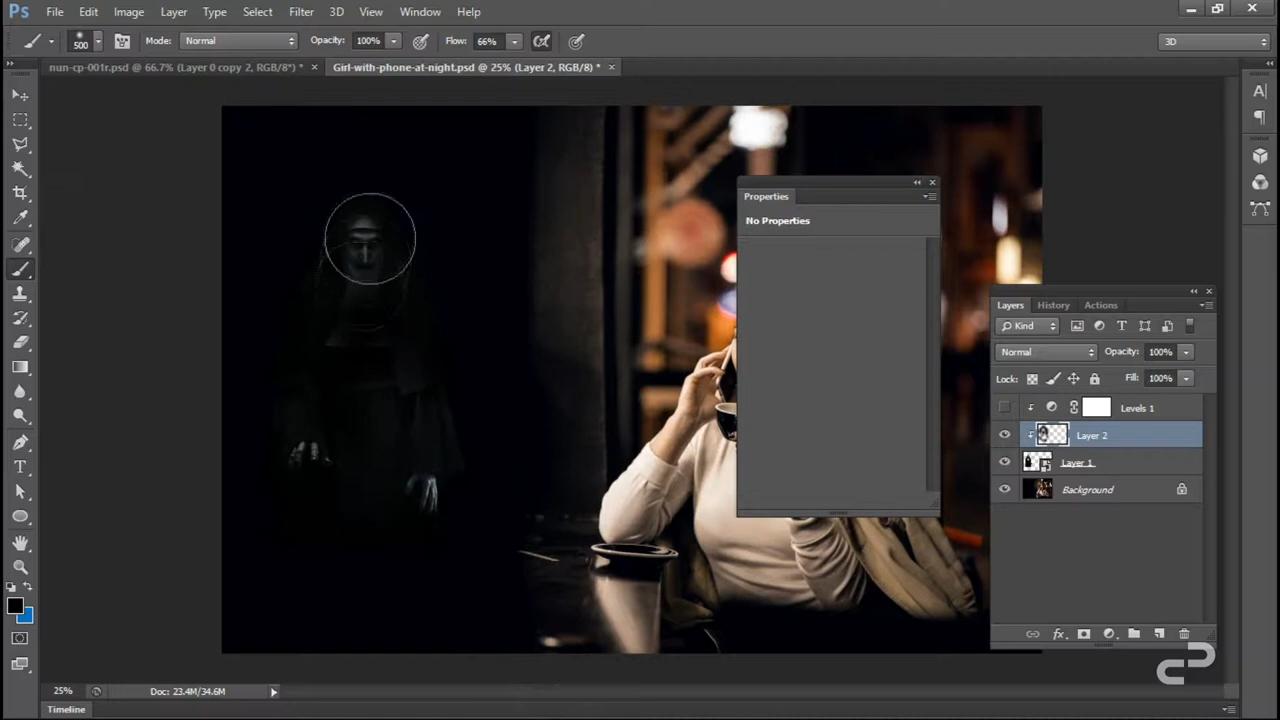 Ps File Edit Image Layer Type Select Filter 3D View Window Help
500 Mode: Normal Opacity: 100% Flow: 66% 3D
nun-cp-001r.psd @ 66.7% (Layer 0 copy 2, RGB/8*) * × Girl-with-phone-at-night.psd @ 25% (Layer 2, RGB/8) * ×
Properties
No Properties
Layers History Actions
Kind
Normal Opacity: 100%
Lock: Fill: 100%
Levels 1
Layer 2
Layer 1
Background
fx
25% Doc: 23.4M/34.6M
Timeline